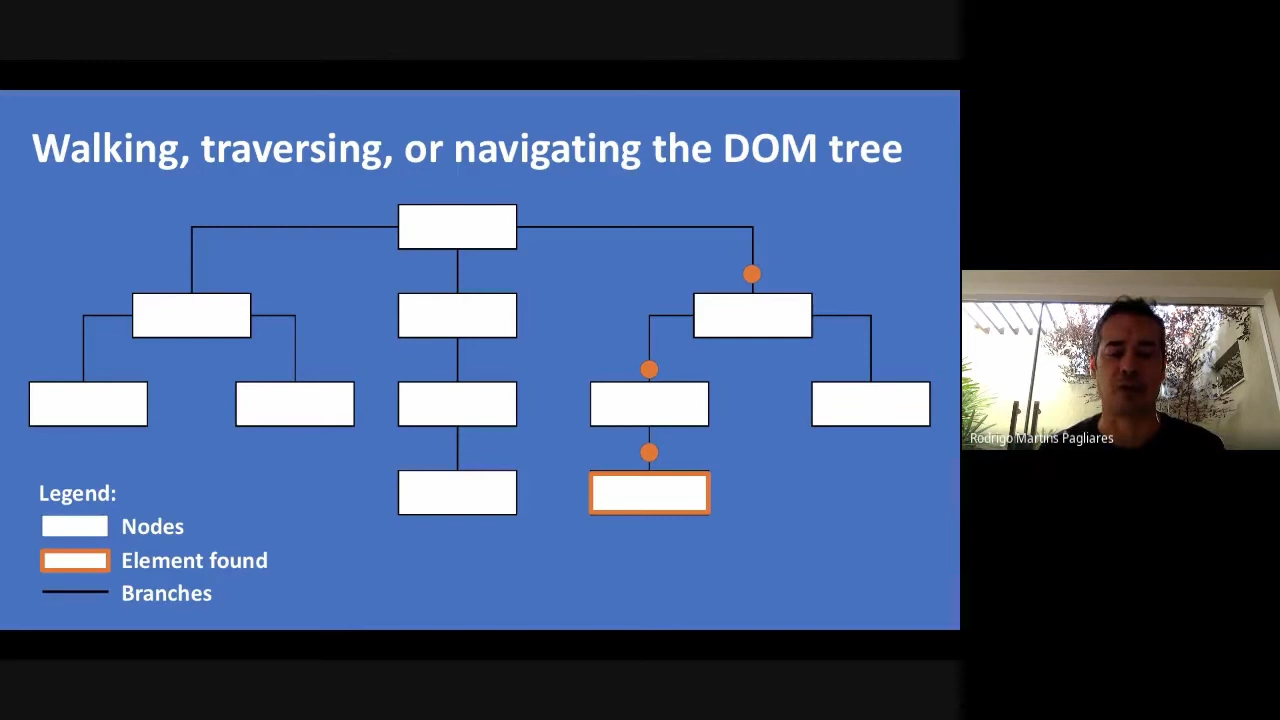 Walking, traversing, or navigating the DOM tree
Legend:
Nodes
Element found
Branches
Rodrigo Martins Pagliares